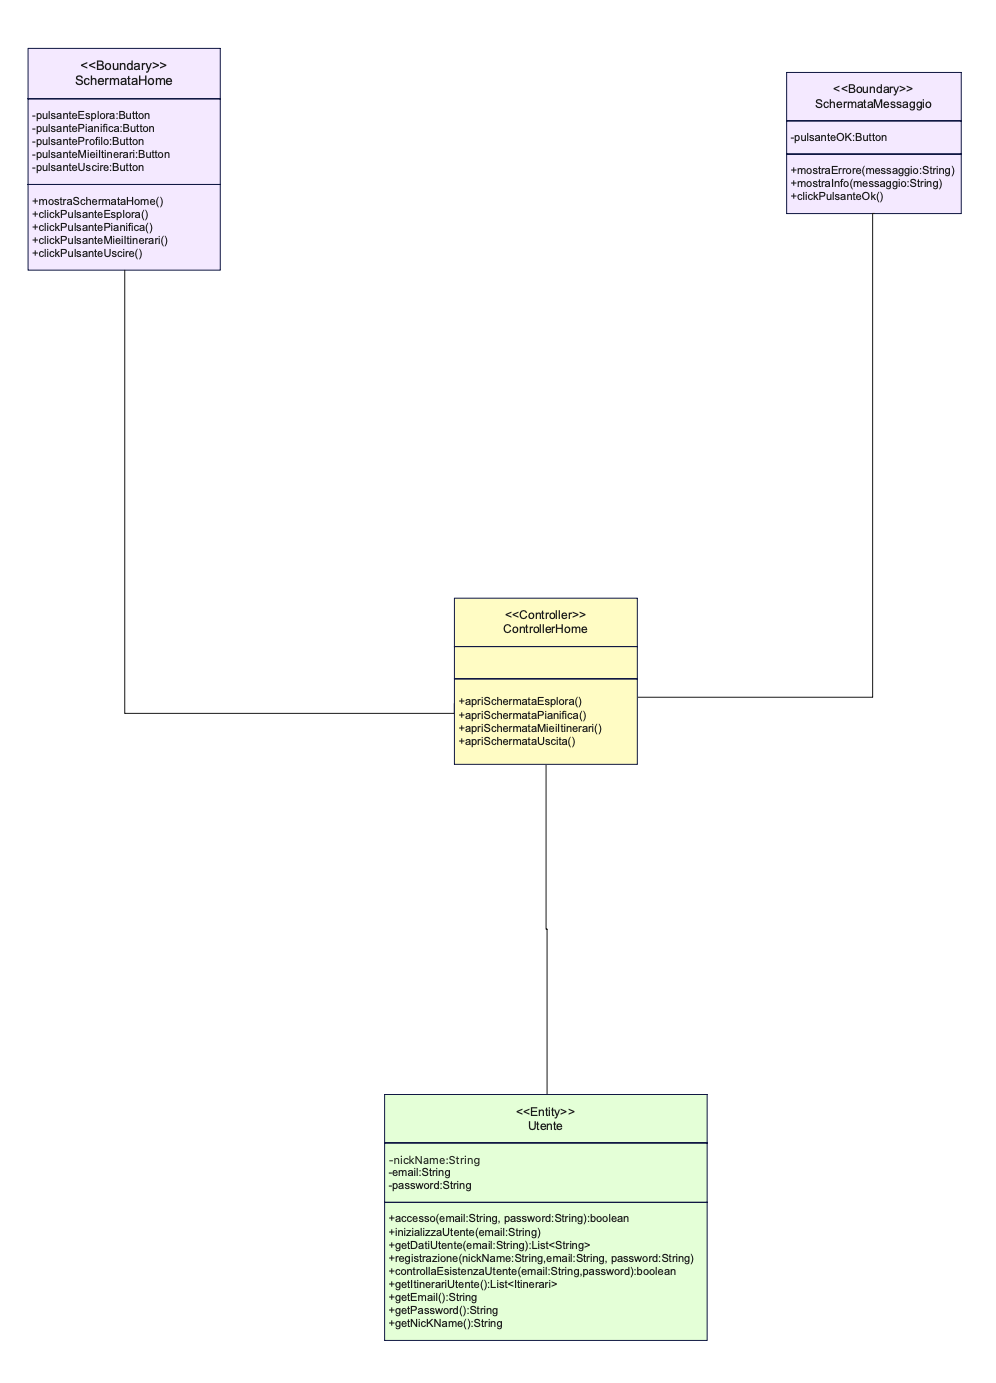 <<Boundary>>
SchermataHome
-pulsanteEsplora:Button
-pulsantePianifica:Button
-pulsanteProfilo:Button
-pulsanteMieiItinerari:Button
-pulsanteUscire:Button
+mostraSchermataHome()
+clickPulsanteEsplora()
+clickPulsantePianifica()
+clickPulsanteMieiItinerari()
+clickPulsanteUscire()
<<Boundary>>
SchermataMessaggio
-pulsanteOK:Button
+mostraErrore(messaggio:String)
+mostraInfo(messaggio:String)
+clickPulsanteOk()
<<Controller>>
ControllerHome
+apriSchermataEsplora()
+apriSchermataPianifica()
+apriSchermataMieiItinerari()
+apriSchermataUscita()
<<Entity>>
Utente
-nickName:String
-email:String
-password:String
+accesso(email:String, password:String):boolean
+inizializzaUtente(email:String)
+getDatiUtente(email:String):List<String>
+registrazione(nickName:String,email:String, password:String)
+controllaEsistenzaUtente(email:String,password):boolean
+getItinerariUtente():List<Itinerari>
+getEmail():String
+getPassword():String
+getNicKName():String